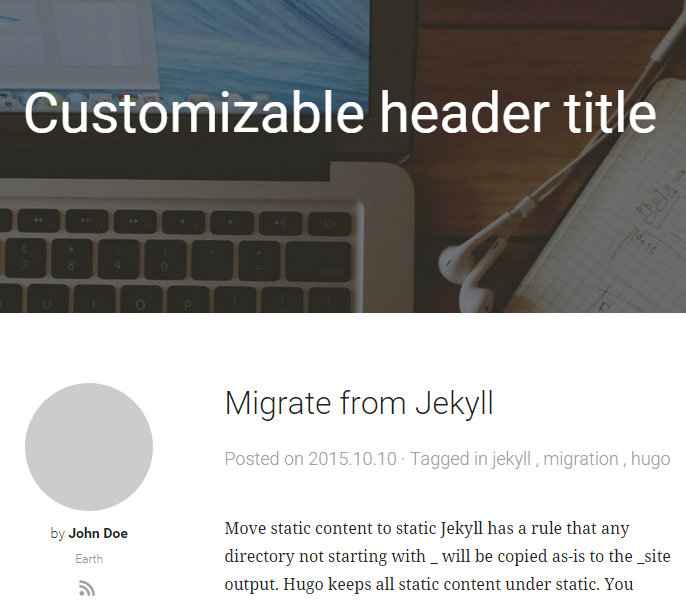 Customizable header title
Migrate from Jekyll
Posted on 2015.10.10 · Tagged in jekyll , migration , hugo
by John Doe
Earth
Move static content to static Jekyll has a rule that any
directory not starting with _ will be copied as-is to the _site
output. Hugo keeps all static content under static. You